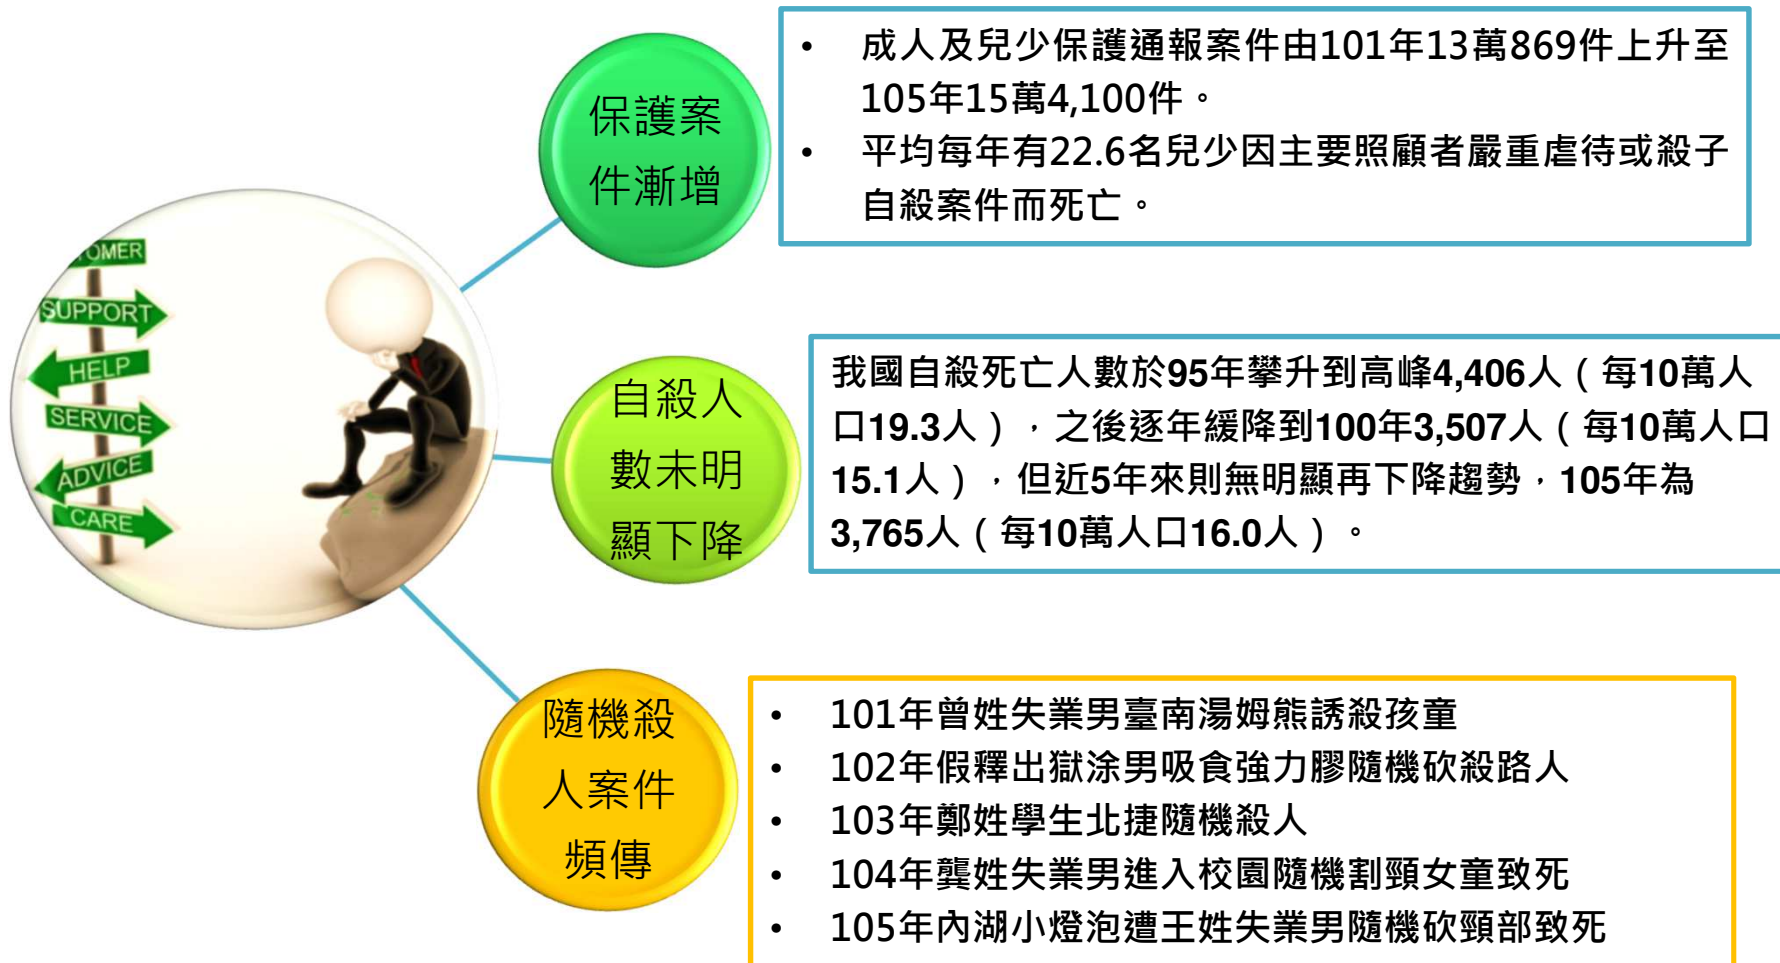 保護案
件漸增
• 成人及兒少保護通報案件由101年13萬869件上升至
105年15萬4,100件。
• 平均每年有22.6名兒少因主要照顧者嚴重虐待或殺子
自殺案件而死亡。
TOMER
SUPPORT
HELP
SERVICE
ADVICE
CARE
自殺人
數未明
顯下降
我國自殺死亡人數於95年攀升到高峰4,406人（每10萬人
口19.3人），之後逐年緩降到100年3,507人（每10萬人口
15.1人），但近5年來則無明顯再下降趨勢，105年為
3,765人（每10萬人口16.0人）。
隨機殺
人案件
頻傳
• 101年曾姓失業男臺南湯姆熊誘殺孩童
• 102年假釋出獄涂男吸食強力膠隨機砍殺路人
• 103年鄭姓學生北捷隨機殺人
• 104年龔姓失業男進入校園隨機割頸女童致死
• 105年內湖小燈泡遭王姓失業男隨機砍頸部致死